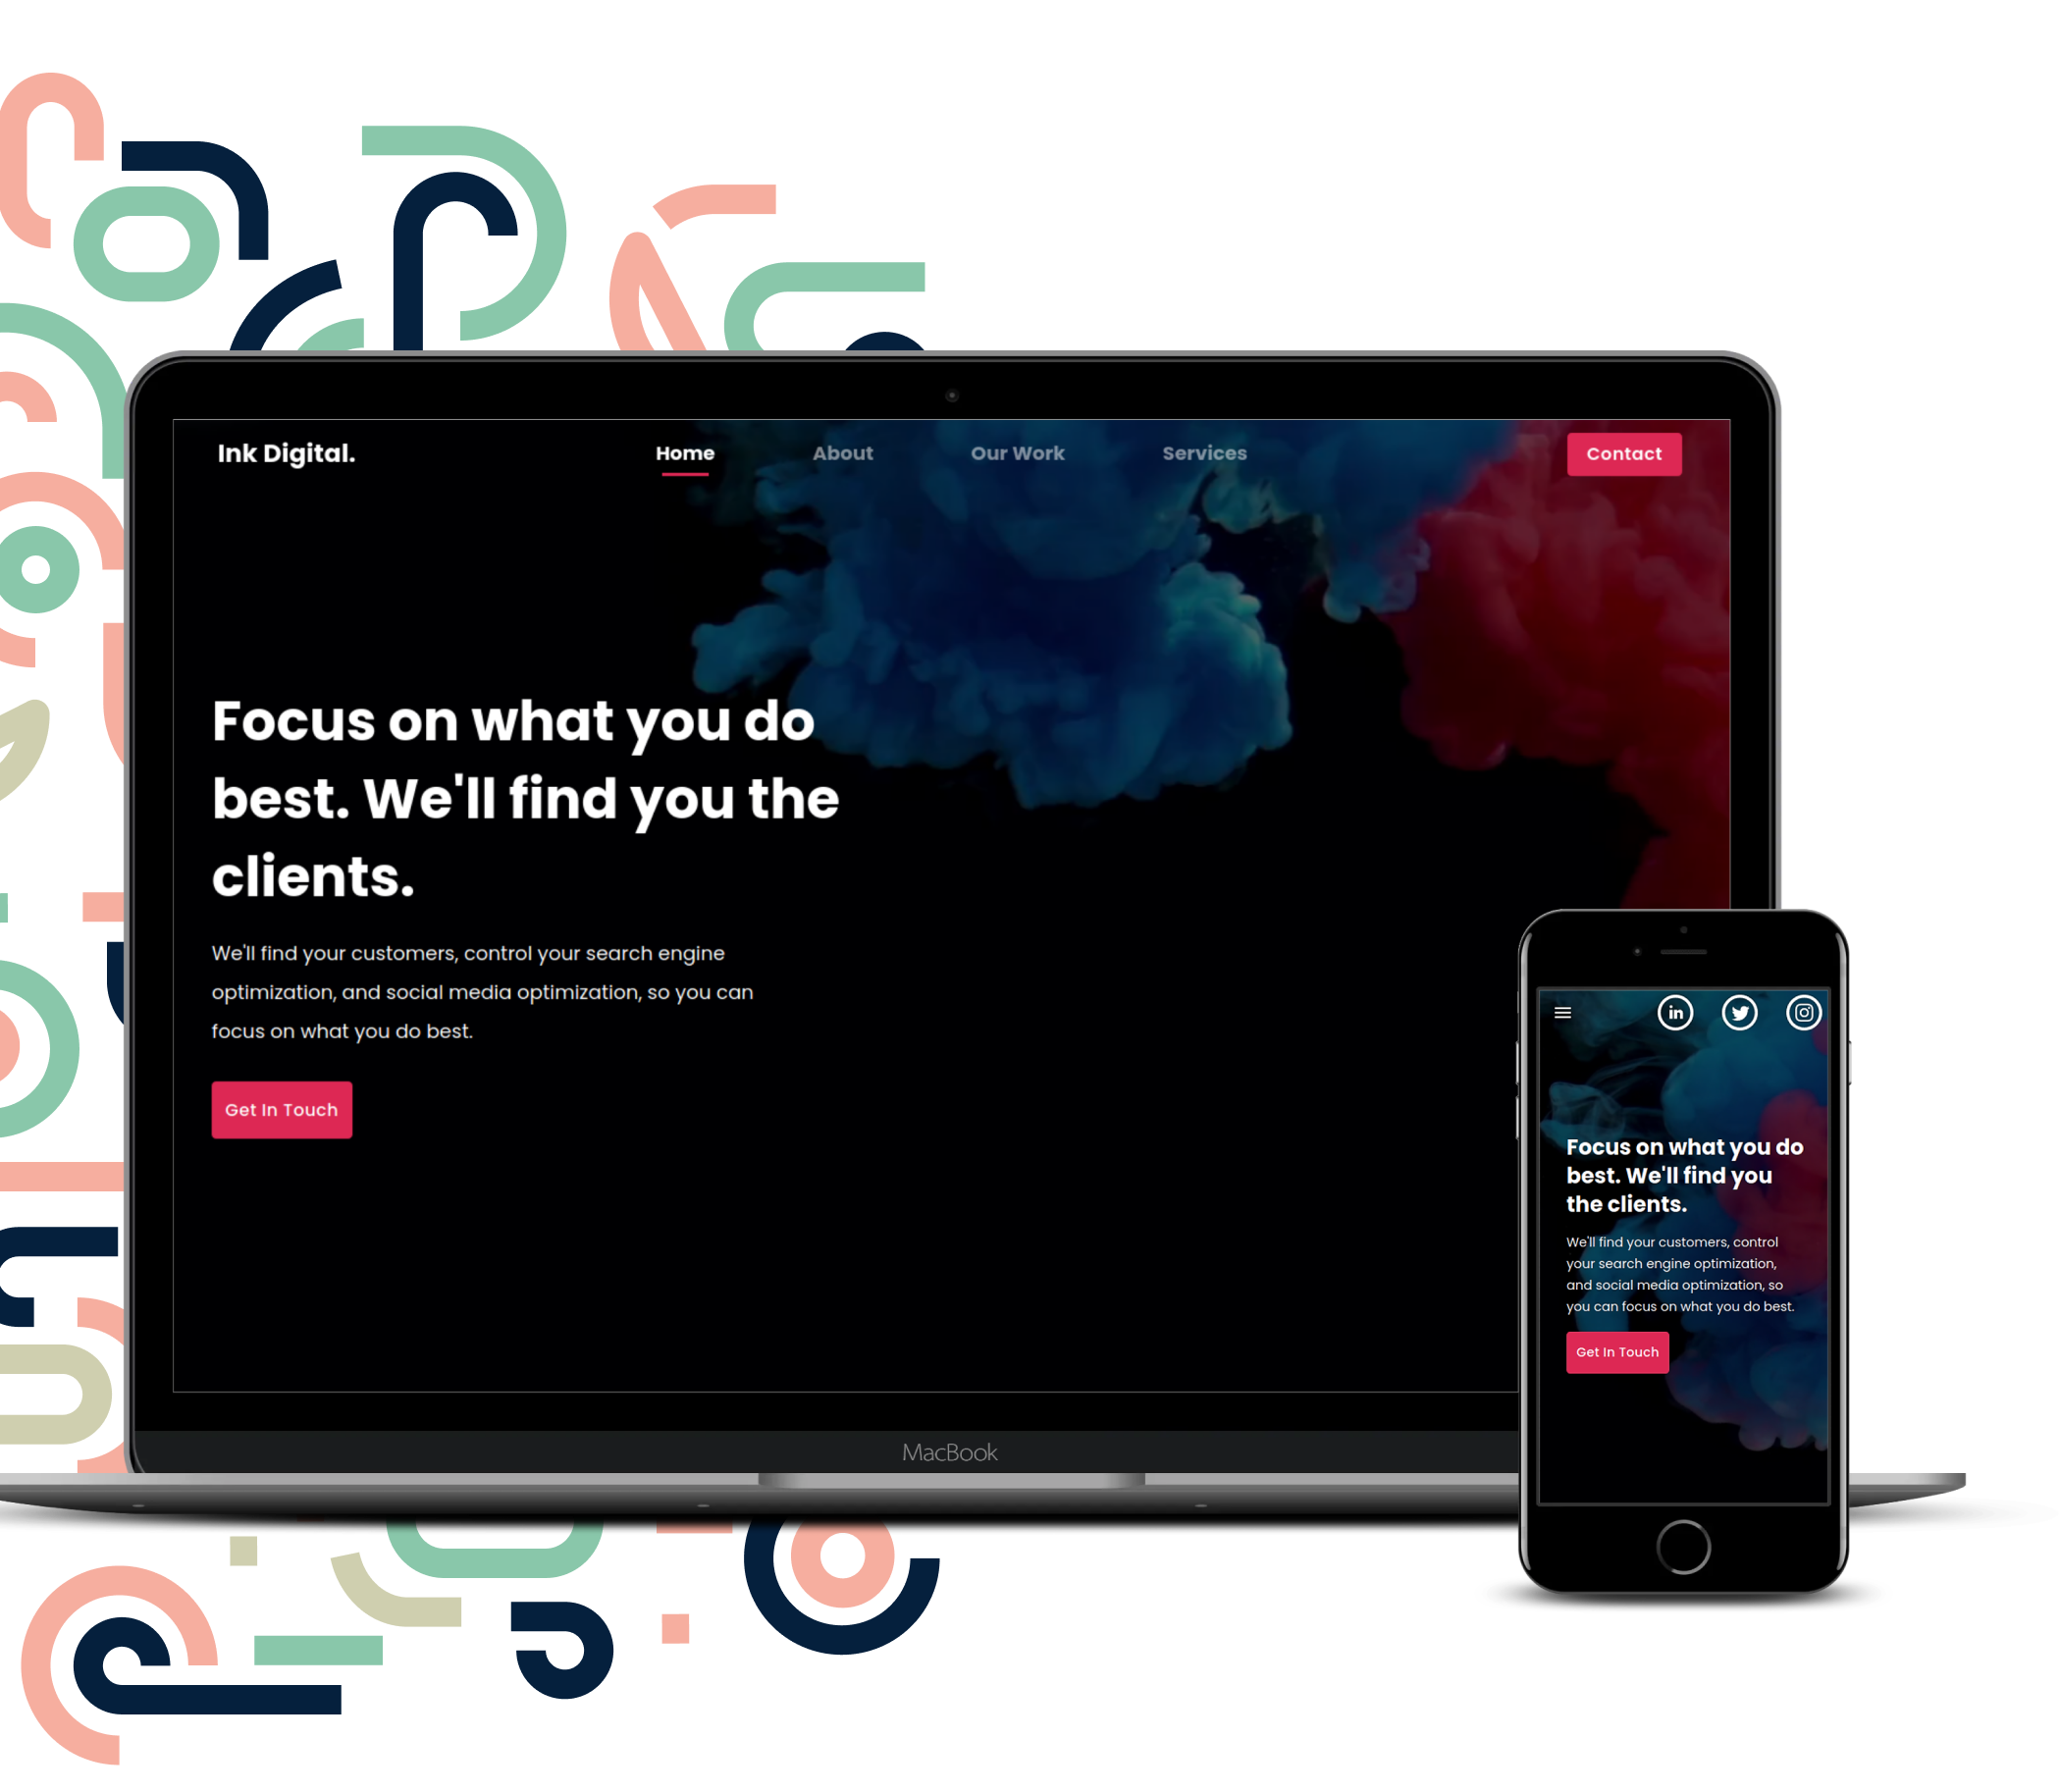 Ink Digital.
Home
About
Our Work
Services
Contact
Focus on what you do
best. We'll find you the
clients.
We'll find your customers, control your search engine
optimization, and social media optimization, so you can
focus on what you do best.
Get In Touch
MacBook
in
Focus on what you do
best. We'll find you
the clients.
We'll find your customers, control
your search engine optimization,
and social media optimization, so
you can focus on what you do best.
Get In Touch